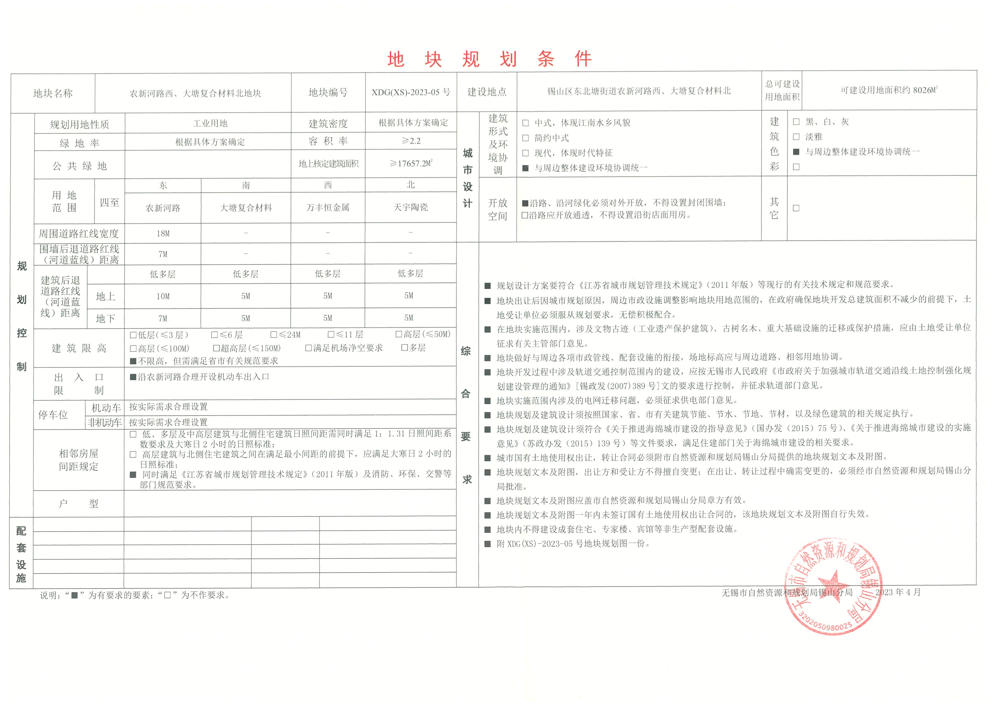 地块规划条件
地块名称 农新河路西、大塘复合材料北地块 地块编号 XDG(XS)-2023-05 号 建设地点 锡山区东北塘街道农新河路西、大塘复合材料北 总可建设用地面积 可建设用地面积约 8026M²
规划控制
规划用地性质 工业用地 建筑密度 根据具体方案确定
绿地率 根据具体方案确定 容积率 ≥2.2
公共绿地 地上核定建筑面积 ≥17657.2M²
用地范围 四至 东 南 西 北
农新河路 大塘复合材料 万丰恒金属 天宇陶瓷
周围道路红线宽度 18M - - -
围墙后退道路红线
（河道蓝线）距离 7M - - -
建筑后退
道路红线
（河道蓝
线）距离
低多层 低多层 低多层 低多层
地上 10M 5M 5M 5M
地下 7M 5M 5M 5M
建筑限高
□低层(≤3 层) □≤6 层 □≤24M □≤11 层 □高层(≤50M)
□高层(≤100M) □超高层(≤150M) □满足机场净空要求 □多层
■不限高，但需满足省市有关规范要求
出入口
限制
■沿农新河路合理开设机动车出入口
停车位 机动车 按实际需求合理设置
非机动车 按实际需求合理设置
相邻房屋
间距规定
□ 低、多层及中高层建筑与北侧住宅建筑日照间距需同时满足 1：1.31 日照间距系
数要求及大寒日 2 小时的日照标准；
□ 高层建筑与北侧住宅建筑之间在满足最小间距的前提下，应满足大寒日 2 小时的
日照标准；
■ 同时满足《江苏省城市规划管理技术规定》（2011 年版）及消防、环保、交警等
部门规范要求。
户型
配套设施
城市设计
建筑
形式
及环
境协
调
□ 中式，体现江南水乡风貌
□ 简约中式
□ 现代，体现时代特征
■ 与周边整体建设环境协调统一
建筑色彩
□ 黑、白、灰
□ 淡雅
■ 与周边整体建设环境协调统一
□
开放
空间
■沿路、沿河绿化必须对外开放，不得设置封闭围墙；
□沿路应开放通透，不得设置沿街店面用房。
其它
□
综合要求
■ 规划设计方案要符合《江苏省城市规划管理技术规定》（2011 年版）等现行的有关技术规定和规范要求。
■ 地块出让后因城市规划原因，周边市政设施调整影响地块用地范围的，在政府确保地块开发总建筑面积不减少的前提下，土
地受让单位必须服从规划要求，无偿积极配合。
■ 在地块实施范围内，涉及文物古迹（工业遗产保护建筑）、古树名木、重大基础设施的迁移或保护措施，应由土地受让单位
征求有关主管部门意见。
■ 地块做好与周边各项市政管线、配套设施的衔接，场地标高应与周边道路、相邻用地协调。
■ 地块开发过程中涉及轨道交通控制范围内的建设，应按无锡市人民政府《市政府关于加强城市轨道交通沿线土地控制强化规
划建设管理的通知》[锡政发(2007)389 号]文的要求进行控制，并征求轨道部门意见。
■ 地块实施范围内涉及的电网迁移问题，必须征求供电部门意见。
■ 地块规划及建筑设计须按照国家、省、市有关建筑节能、节水、节地、节材，以及绿色建筑的相关规定执行。
■ 地块规划及建筑设计须符合《关于推进海绵城市建设的指导意见》（国办发（2015）75 号）、《关于推进海绵城市建设的实施
意见》（苏政办发（2015）139 号）等文件要求，满足住建部门关于海绵城市建设的相关要求。
■ 城市国有土地使用权出让，转让合同必须附市自然资源和规划局锡山分局提供的地块规划文本及附图。
■ 地块规划文本及附图，出让方和受让方不得擅自变更；在出让、转让过程中确需变更的，必须经市自然资源和规划局锡山分
局批准。
■ 地块规划文本及附图应盖市自然资源和规划局锡山分局章方有效。
■ 地块规划文本及附图一年内未签订国有土地使用权出让合同的，该地块规划文本及附图自行失效。
■ 地块内不得建设成套住宅、专家楼、宾馆等非生产型配套设施。
■ 附 XDG(XS)-2023-05 号地块规划图一份。
说明：“■”为有要求的要素；“□”为不作要求。
无锡市自然资源和规划局锡山分局 2023 年 4 月
无锡市自然资源和规划局锡山分局
3202050980025